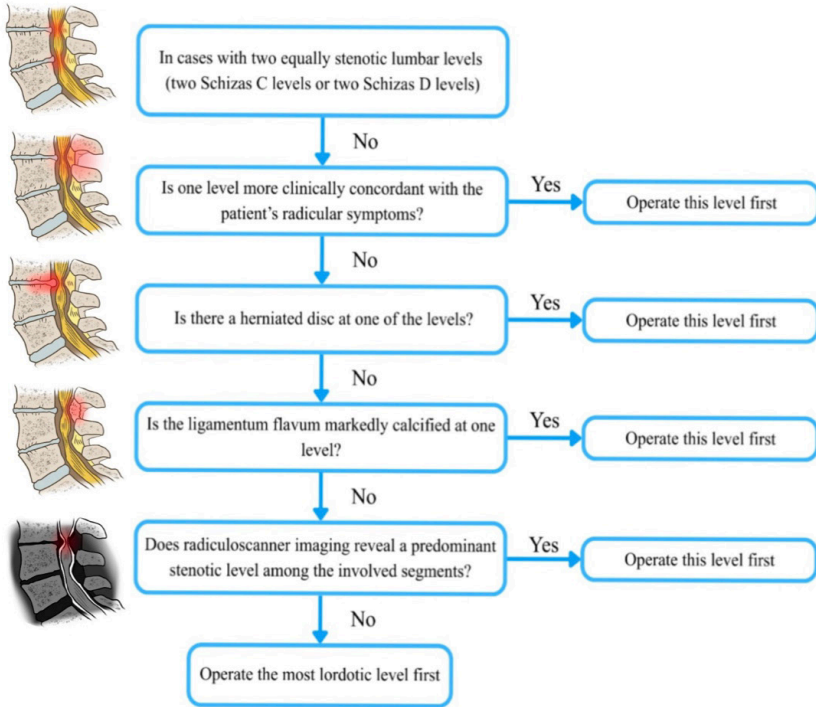 In cases with two equally stenotic lumbar levels
(two Schizas C levels or two Schizas D levels)
No
Is one level more clinically concordant with the
patient's radicular symptoms?
Yes
Operate this level first
No
Is there a herniated disc at one of the levels?
Yes
Operate this level first
No
Is the ligamentum flavum markedly calcified at one
level?
Yes
Operate this level first
No
Does radiculoscanner imaging reveal a predominant
stenotic level among the involved segments?
Yes
Operate this level first
No
Operate the most lordotic level first